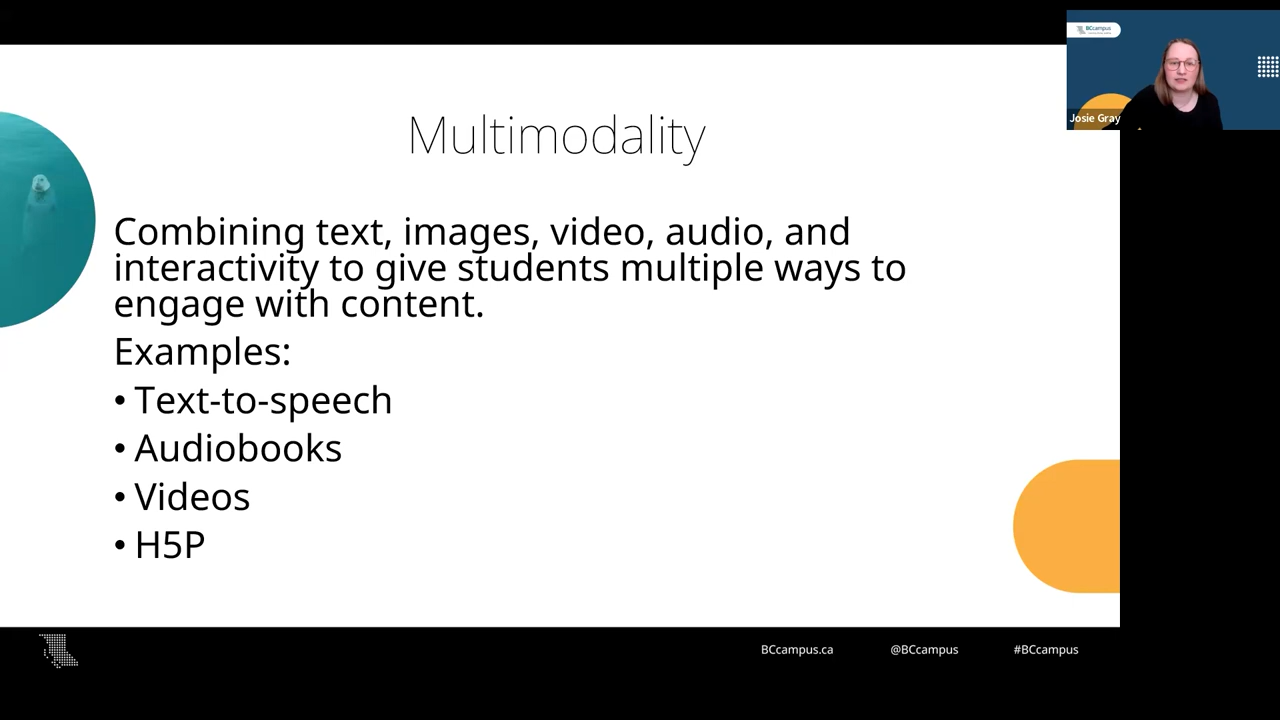 BCcampus
Josie Gray
Multimodality
Combining text, images, video, audio, and
interactivity to give students multiple ways to
engage with content.
Examples:
• Text-to-speech
• Audiobooks
• Videos
• H5P
BCcampus.ca
@BCcampus
#BCcampus